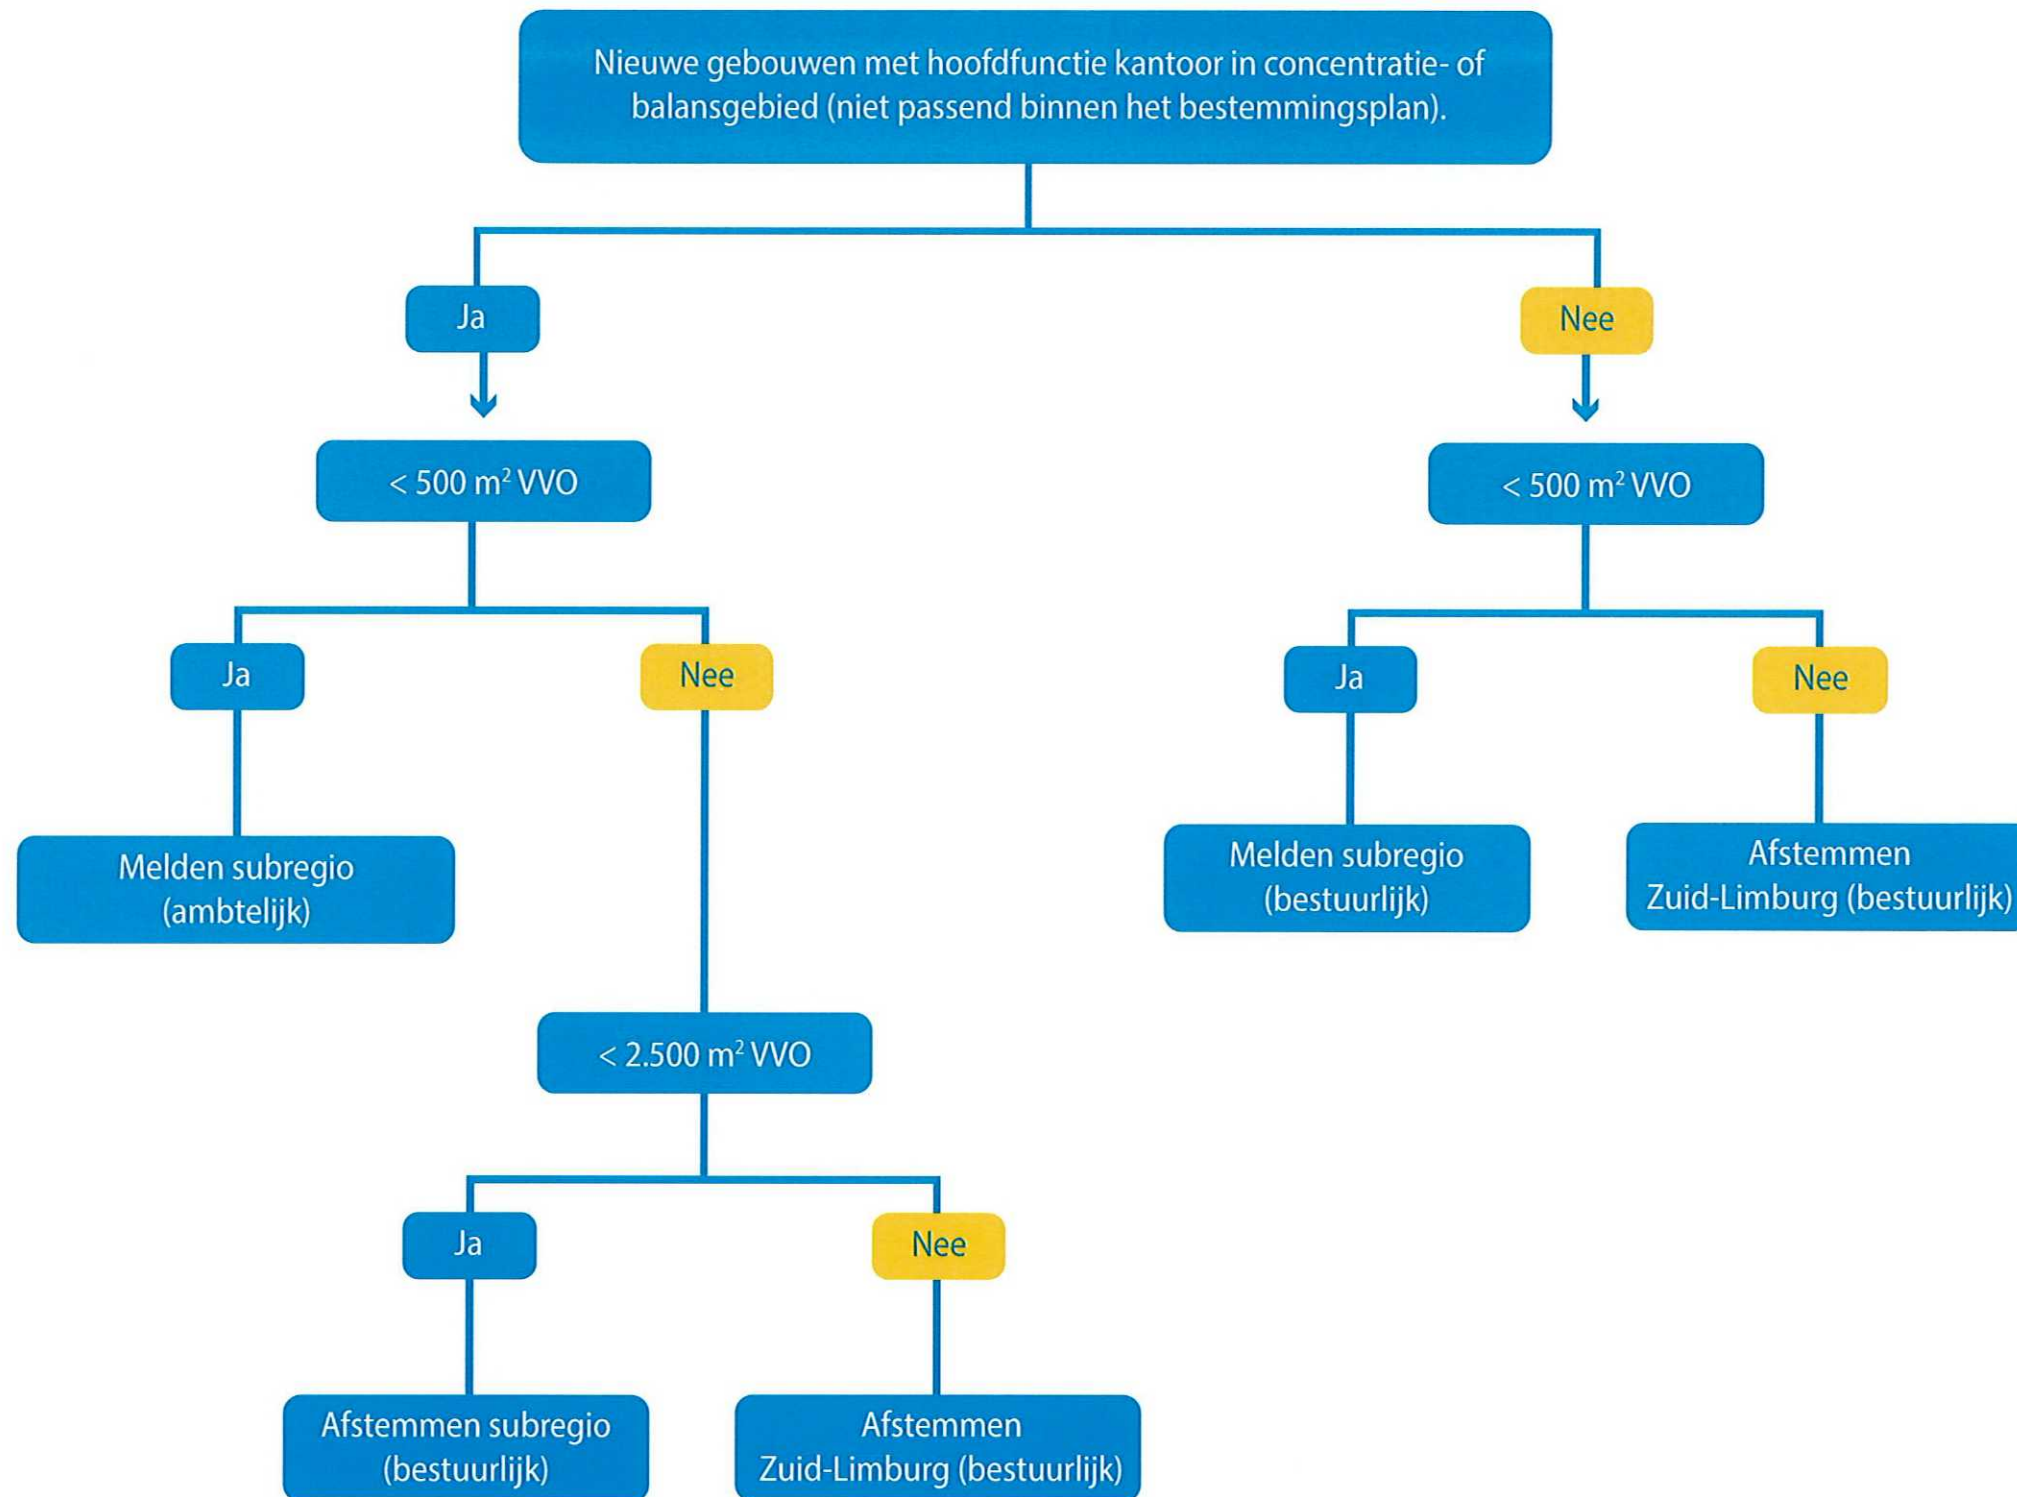 Nieuwe gebouwen met hoofdfunctie kantoor in concentratie- of
balansgebied (niet passend binnen het bestemmingsplan).
Ja
Nee
< 500 m² VVO
< 500 m² VVO
Ja
Nee
Ja
Nee
Melden subregio
(ambtelijk)
Melden subregio
(bestuurlijk)
Afstemmen
Zuid-Limburg (bestuurlijk)
< 2.500 m² VVO
Ja
Nee
Afstemmen subregio
(bestuurlijk)
Afstemmen
Zuid-Limburg (bestuurlijk)